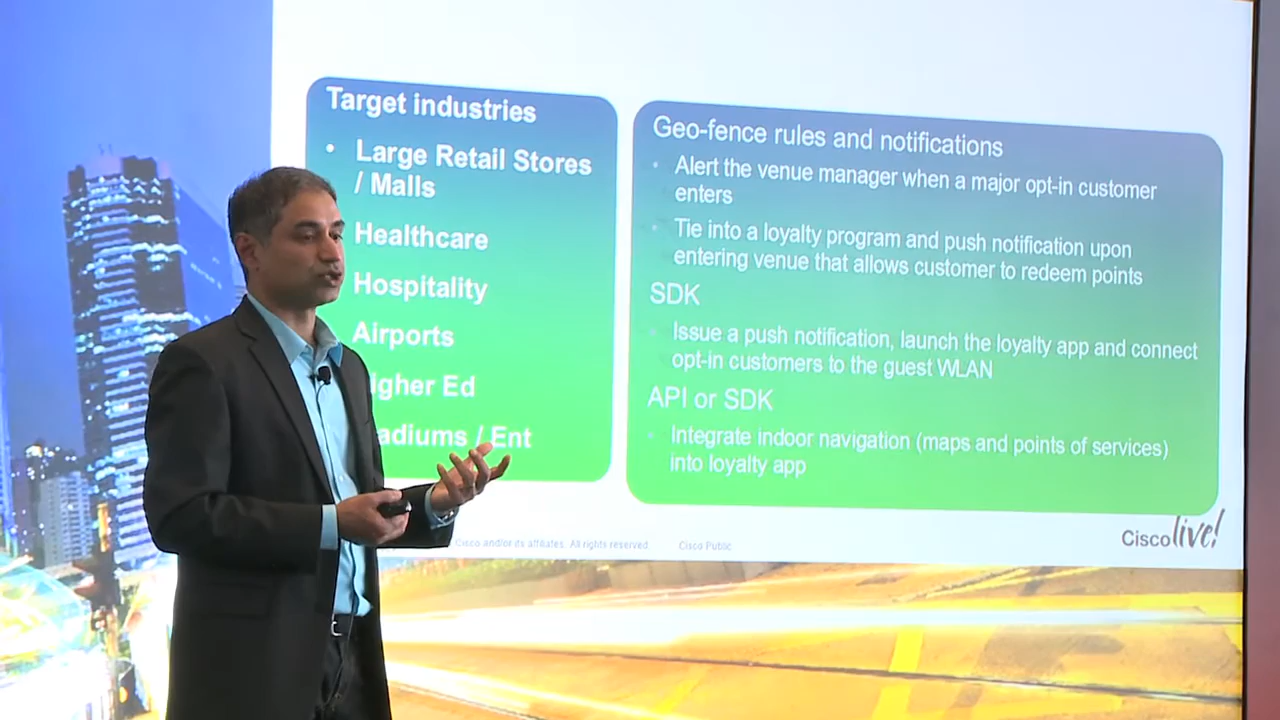 Target industries
• Large Retail Stores
/ Malls
Healthcare
Hospitality
Airports
igher Ed
adiums / Ent
Geo-fence rules and notifications
• Alert the venue manager when a major opt-in customer
enters
• Tie into a loyalty program and push notification upon
entering venue that allows customer to redeem points
SDK
• Issue a push notification, launch the loyalty app and connect
opt-in customers to the guest WLAN
API or SDK
• Integrate indoor navigation (maps and points of services)
into loyalty app
Cisco and/or its affiliates. All rights reserved.
Cisco Public
Cisco live!